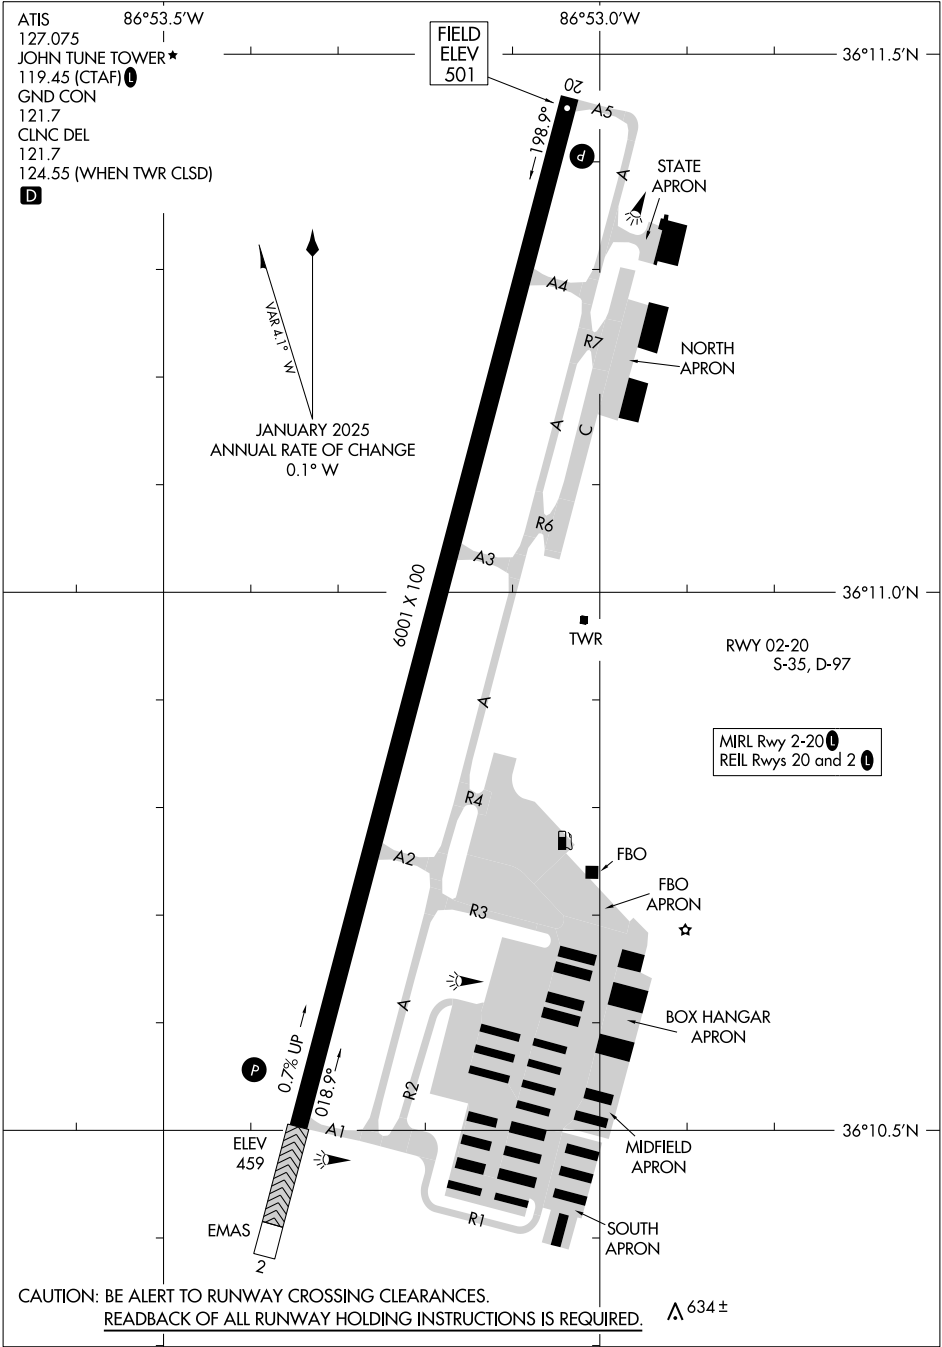 ATIS
127.075
JOHN TUNE TOWER
119.45 (CTAF) L
GND CON
121.7
CLNC DEL
121.7
124.55 (WHEN TWR CLSD)
D
86°53.5'W
86°53.0'W
FIELD
ELEV
501
36°11.5'N
20
A5
198.9°
P
A
STATE
APRON
A4
VAR 4.1° W
R7
NORTH
APRON
JANUARY 2025
ANNUAL RATE OF CHANGE
0.1° W
A
C
R6
A3
6001 X 100
36°11.0'N
TWR
RWY 02-20
S-35, D-97
A
MIRL Rwy 2-20 L
REIL Rwys 20 and 2 L
R4
A2
FBO
FBO
APRON
R3
A
BOX HANGAR
APRON
P
0.7% UP
018.9°
R2
A1
36°10.5'N
ELEV
459
MIDFIELD
APRON
EMAS
R1
SOUTH
APRON
2
CAUTION: BE ALERT TO RUNWAY CROSSING CLEARANCES.
READBACK OF ALL RUNWAY HOLDING INSTRUCTIONS IS REQUIRED.
634 ±